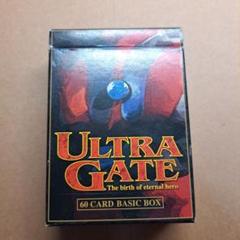 ULTRA
GATE
The birth of eternal hero
60 CARD BASIC BOX